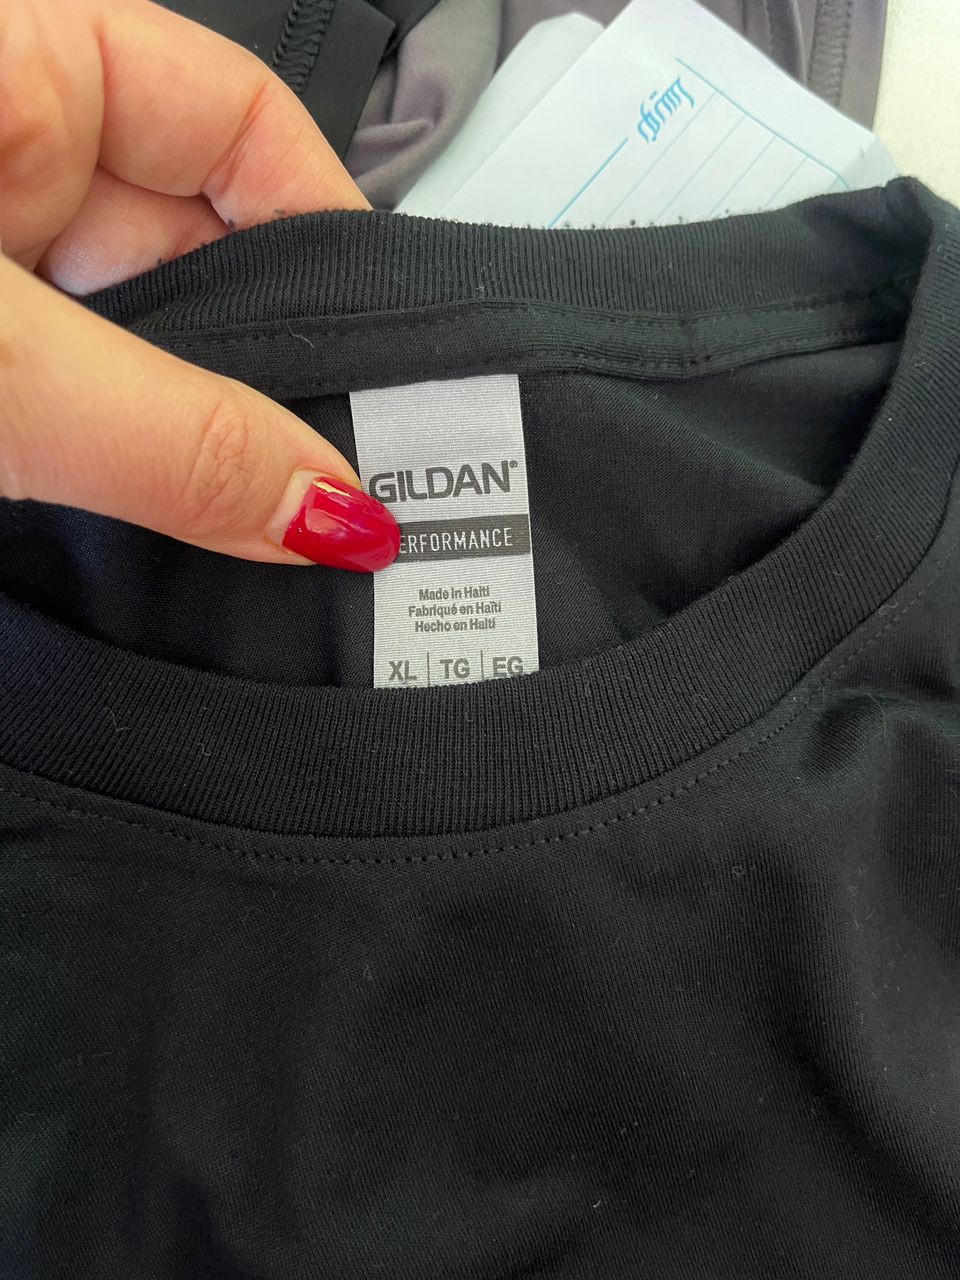 GILDAN®
ERFORMANCE
Made in Haiti
Fabriqué en Haïti
Hecho en Haití
XL | TG | EG